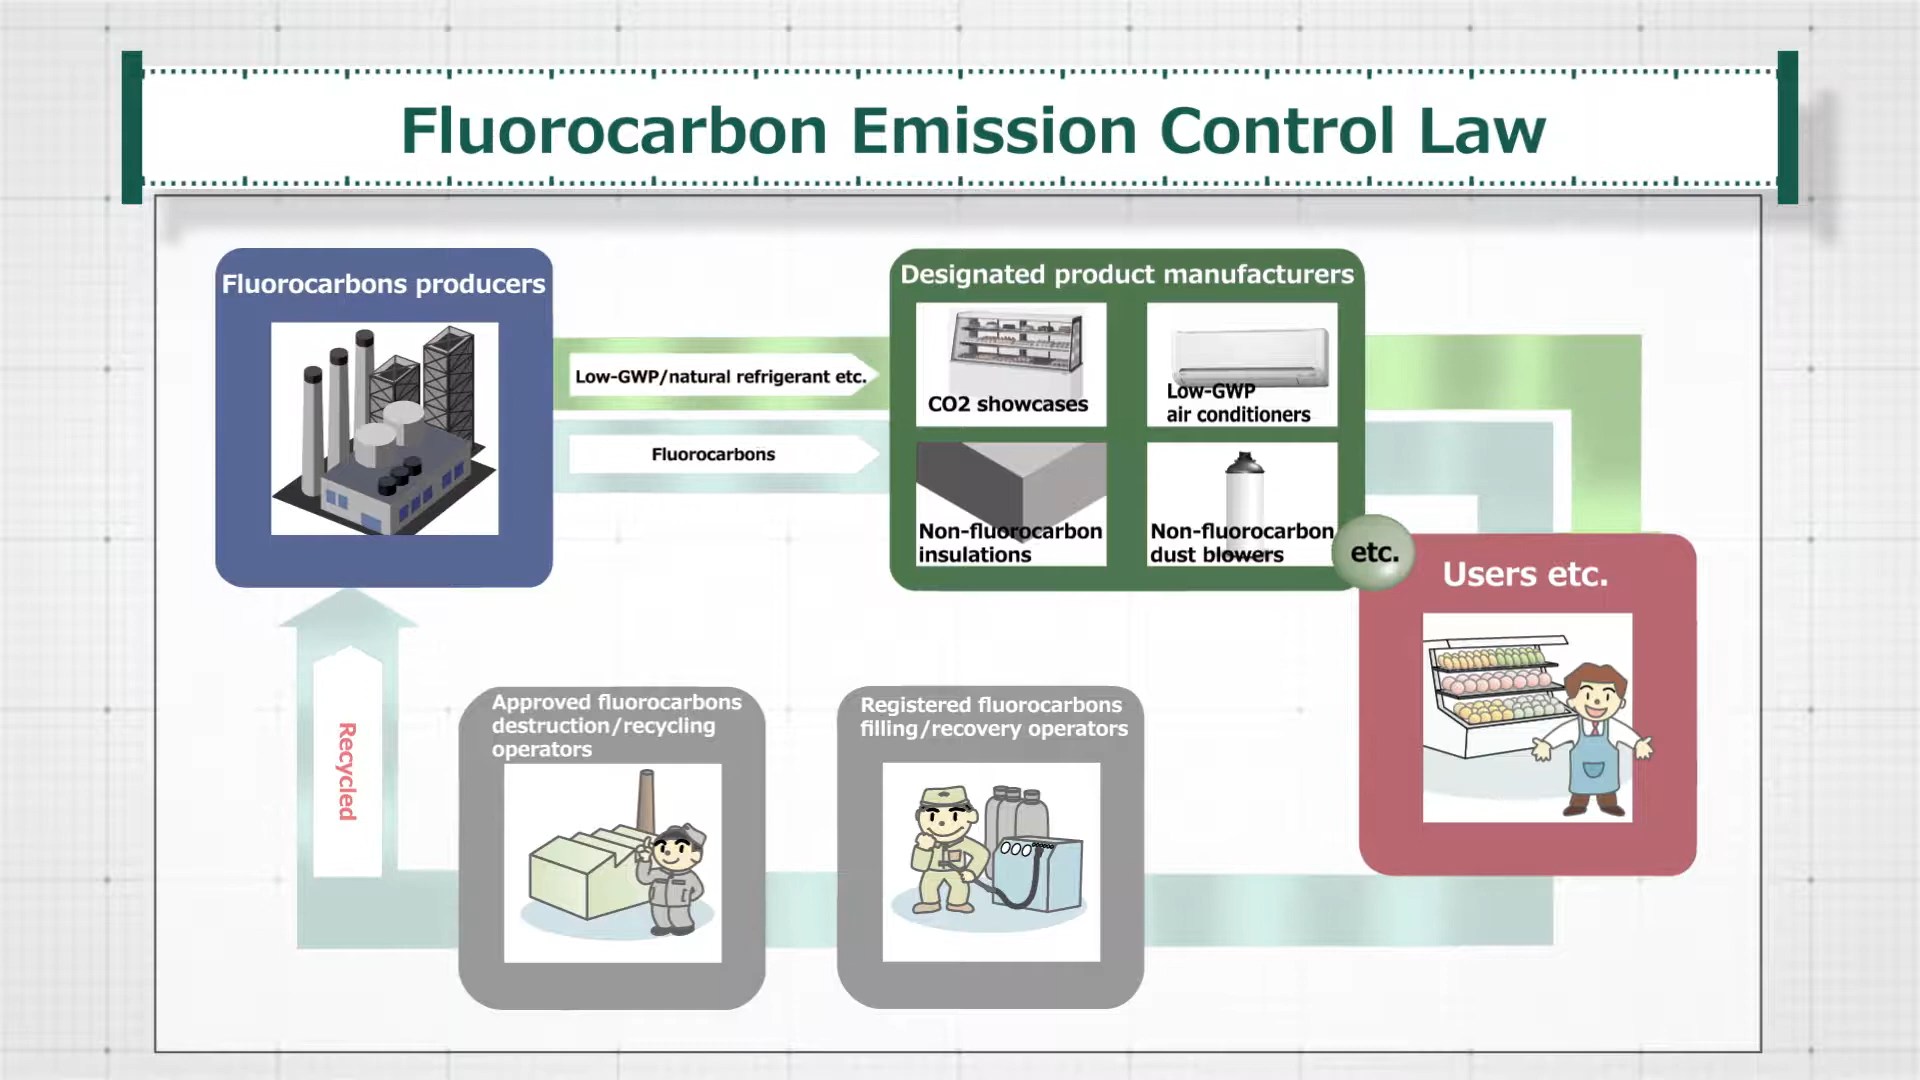 Fluorocarbon Emission Control Law
Fluorocarbons producers
Low-GWP/natural refrigerant etc.
Fluorocarbons
Designated product manufacturers
CO2 showcases
Low-GWP
air conditioners
Non-fluorocarbon
insulations
Non-fluorocarbon
dust blowers
etc.
Users etc.
Recycled
Approved fluorocarbons
destruction/recycling
operators
Registered fluorocarbons
filling/recovery operators